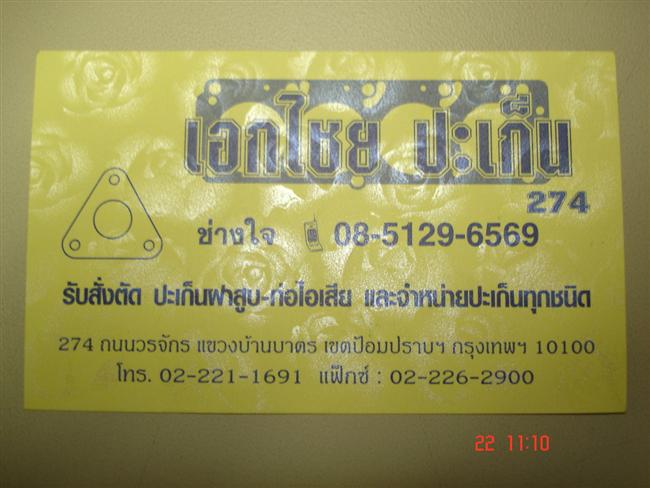 เอกไชย ปะเก็น
274
ช่างใจ 08-5129-6569
รับสั่งตัด ปะเก็นฝาสูบ-ท่อไอเสีย และจำหน่ายปะเก็นทุกชนิด
274 ถนนวรจักร แขวงบ้านบาตร เขตป้อมปราบฯ กรุงเทพฯ 10100
โทร. 02-221-1691 แฟ็กซ์ : 02-226-2900
22 11:10